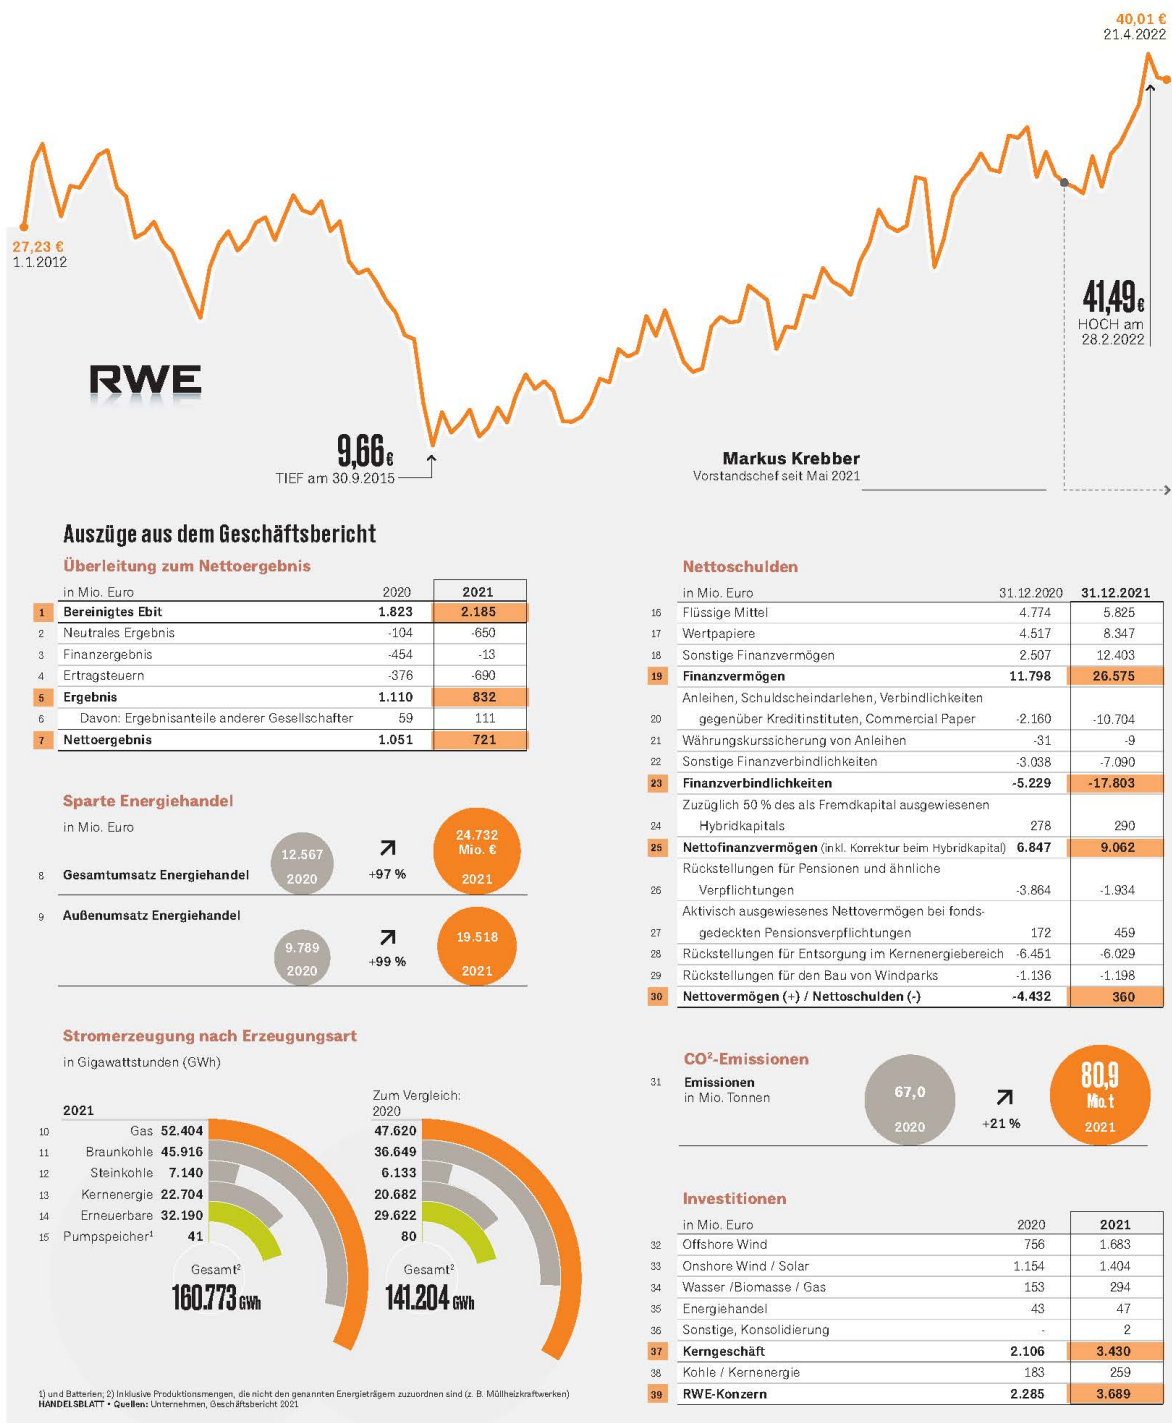 40,01 €
21.4.2022
27,23 €
1.1.2012
41,49 €
HOCH am
28.2.2022
RWE
9,66 €
TIEF am 30.9.2015
Markus Krebber
Vorstandschef seit Mai 2021
Auszüge aus dem Geschäftsbericht
Überleitung zum Nettoergebnis
in Mio. Euro 2020 2021
1 Bereinigtes Ebit 1.823 2.185
2 Neutrales Ergebnis -104 -650
3 Finanzergebnis -454 -13
4 Ertragsteuern -376 -690
5 Ergebnis 1.110 832
6 Davon: Ergebnisanteile anderer Gesellschafter 59 111
7 Nettoergebnis 1.051 721
Sparte Energiehandel
in Mio. Euro
8 Gesamtumsatz Energiehandel
12.567
2020
+97 %
24.732
Mio. €
2021
9 Außenumsatz Energiehandel
9.789
2020
+99 %
19.518
2021
Stromerzeugung nach Erzeugungsart
in Gigawattstunden (GWh)
2021
Zum Vergleich:
2020
10 Gas 52.404 47.620
11 Braunkohle 45.916 36.649
12 Steinkohle 7.140 6.133
13 Kernenergie 22.704 20.682
14 Erneuerbare 32.190 29.622
15 Pumpspeicher¹ 41 80
Gesamt²
160.773 GWh
Gesamt²
141.204 GWh
Nettoschulden
in Mio. Euro 31.12.2020 31.12.2021
16 Flüssige Mittel 4.774 5.825
17 Wertpapiere 4.517 8.347
18 Sonstige Finanzvermögen 2.507 12.403
19 Finanzvermögen 11.798 26.575
Anleihen, Schuldscheindarlehen, Verbindlichkeiten
20 gegenüber Kreditinstituten, Commercial Paper -2.160 -10.704
21 Währungskurssicherung von Anleihen -31 -9
22 Sonstige Finanzverbindlichkeiten -3.038 -7.090
23 Finanzverbindlichkeiten -5.229 -17.803
Zuzüglich 50 % des als Fremdkapital ausgewiesenen
24 Hybridkapitals 278 290
25 Nettofinanzvermögen (inkl. Korrektur beim Hybridkapital) 6.847 9.062
Rückstellungen für Pensionen und ähnliche
26 Verpflichtungen -3.864 -1.934
Aktivisch ausgewiesenes Nettovermögen bei fonds-
27 gedeckten Pensionsverpflichtungen 172 459
28 Rückstellungen für Entsorgung im Kernenergiebereich -6.451 -6.029
29 Rückstellungen für den Bau von Windparks -1.136 -1.198
30 Nettovermögen (+) / Nettoschulden (-) -4.432 360
CO²-Emissionen
31 Emissionen
in Mio. Tonnen
67,0
2020
+21 %
80,9
Mio. t
2021
Investitionen
in Mio. Euro 2020 2021
32 Offshore Wind 756 1.683
33 Onshore Wind / Solar 1.154 1.404
34 Wasser /Biomasse / Gas 153 294
35 Energiehandel 43 47
36 Sonstige, Konsolidierung - 2
37 Kerngeschäft 2.106 3.430
38 Kohle / Kernenergie 183 259
39 RWE-Konzern 2.285 3.689
1) und Batterien; 2) Inklusive Produktionsmengen, die nicht den genannten Energieträgern zuzuordnen sind (z. B. Müllheizkraftwerken)
HANDELSBLATT • Quellen: Unternehmen, Geschäftsbericht 2021